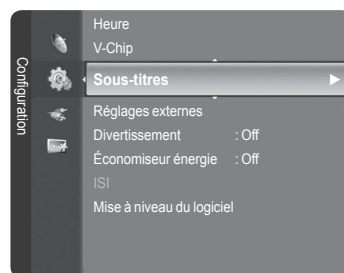 Configuration
Heure
V-Chip
Sous-titres
Réglages externes
Divertissement : Off
Économiseur énergie : Off
ISI
Mise à niveau du logiciel